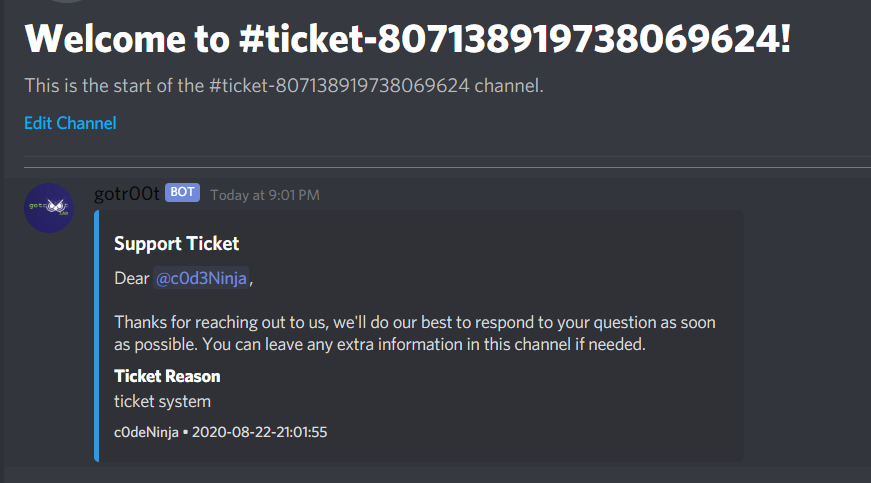 Welcome to #ticket-807138919738069624!
This is the start of the #ticket-807138919738069624 channel.
Edit Channel
gotr00t BOT Today at 9:01 PM
Support Ticket
Dear @c0d3Ninja,
Thanks for reaching out to us, we'll do our best to respond to your question as soon
as possible. You can leave any extra information in this channel if needed.
Ticket Reason
ticket system
c0deNinja • 2020-08-22-21:01:55